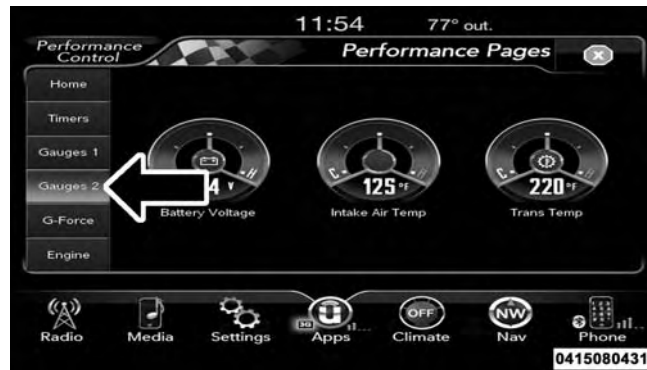 11:54 77° out.
Performance Control
Performance Pages
Home
Timers
Gauges 1
Gauges 2
G-Force
Engine
C H
4 V
Battery Voltage
C H
125 °F
Intake Air Temp
C H
220 °F
Trans Temp
3G
OFF
NW
Radio Media Settings Apps Climate Nav Phone
0415080431